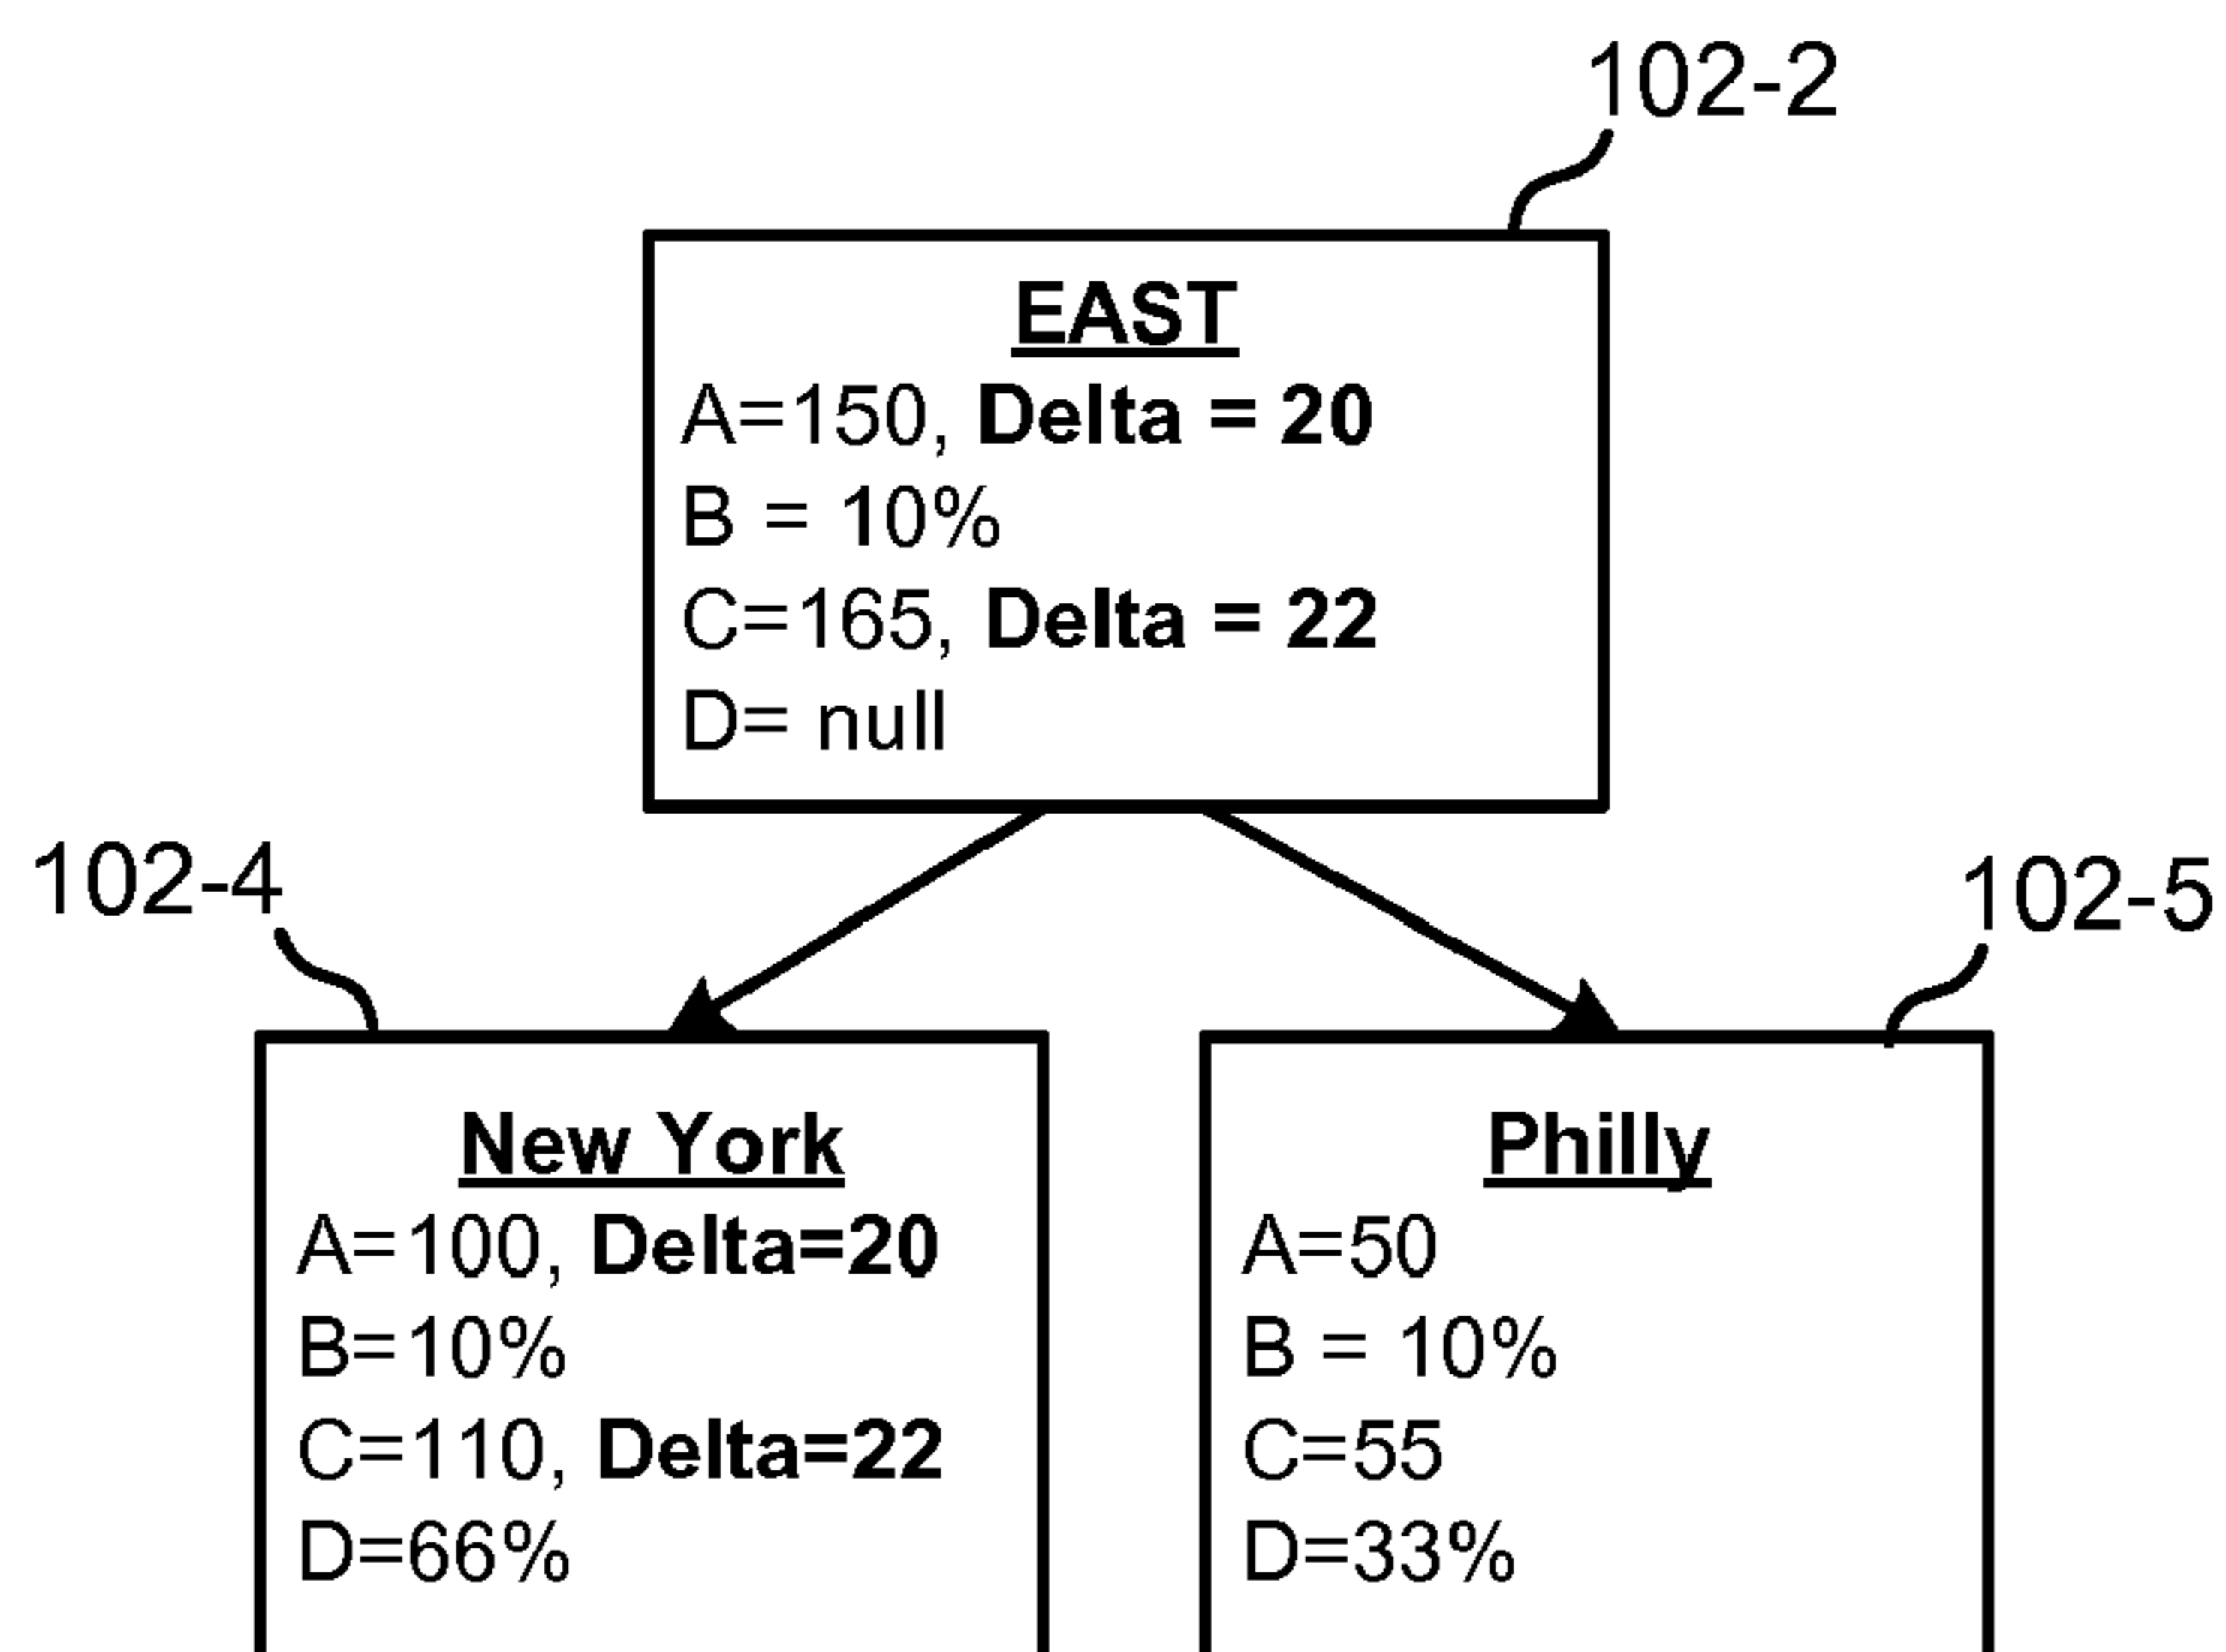 102-2
EAST
A=150, Delta = 20
B = 10%
C=165, Delta = 22
D= null
102-4
102-5
New York
A=100, Delta=20
B=10%
C=110, Delta=22
D=66%
Philly
A=50
B = 10%
C=55
D=33%